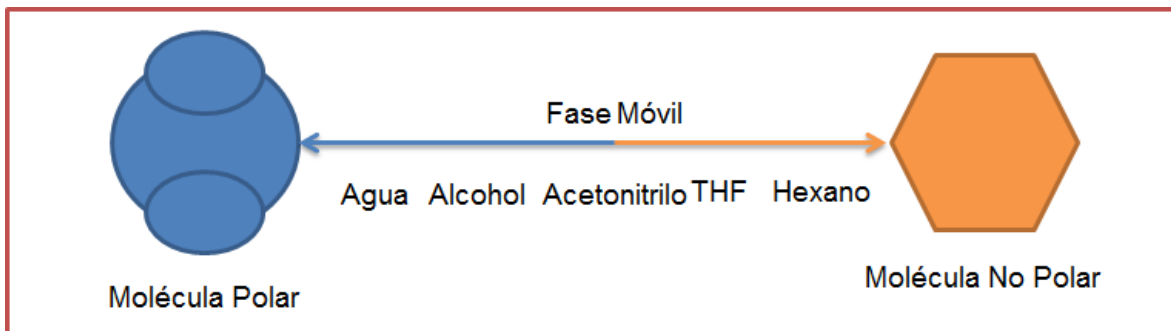 Fase Móvil
Agua Alcohol Acetonitrilo THF Hexano
Molécula Polar
Molécula No Polar